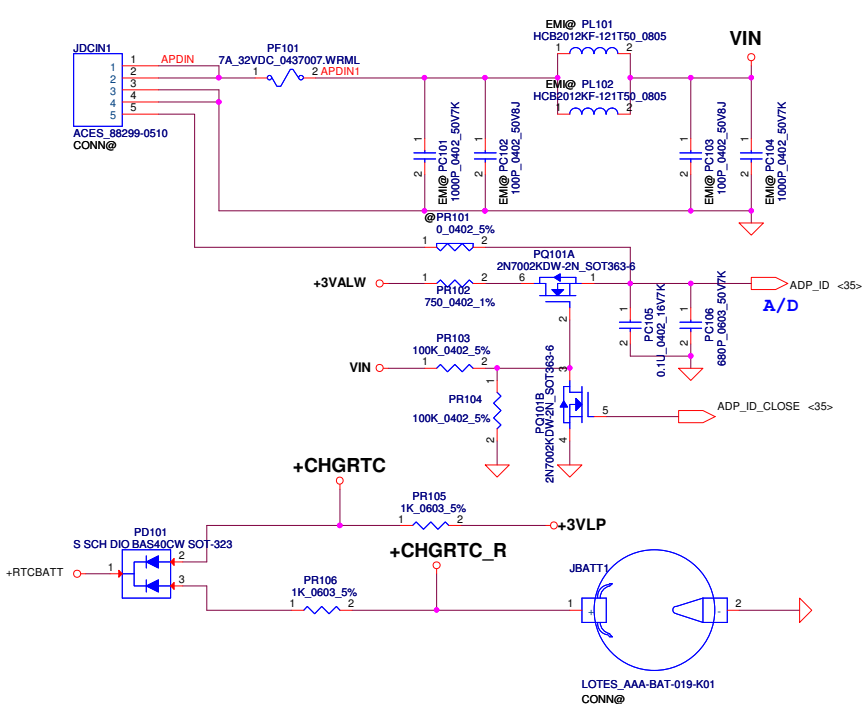 EMI@ PL101
HCB2012KF-121T50_0805
1 2
JDCIN1
PF101
7A_32VDC_0437007.WRML
VIN
1 1 APDIN
2 2
3 3
4 4
5 5
1 2 APDIN1
EMI@ PL102
HCB2012KF-121T50_0805
1 2
ACES_88299-0510
CONN@
1 2
EMI@ PC101
1000P_0402_50V7K
1 2
EMI@ PC102
100P_0402_50V8J
1 2
EMI@ PC103
100P_0402_50V8J
1 2
EMI@ PC104
1000P_0402_50V7K
@PR101
0_0402_5%
1 2
PQ101A
2N7002KDW-2N_SOT363-6
+3VALW
1 2
PR102
750_0402_1%
6 1
2
ADP_ID <35>
A/D
1 2
PC105
0.1U_0402_16V7K
1 2
PC106
680P_0603_50V7K
PR103
100K_0402_5%
VIN
1 2
PR104
100K_0402_5%
1
2
3
PQ101B
2N7002KDW-2N_SOT363-6
5
4
ADP_ID_CLOSE <35>
+CHGRTC
PR105
1K_0603_5%
1 2
+3VLP
PD101
S SCH DIO BAS40CW SOT-323
+RTCBATT
1
2
3
+CHGRTC_R
PR106
1K_0603_5%
1 2
JBATT1
1 + - 2
LOTES_AAA-BAT-019-K01
CONN@